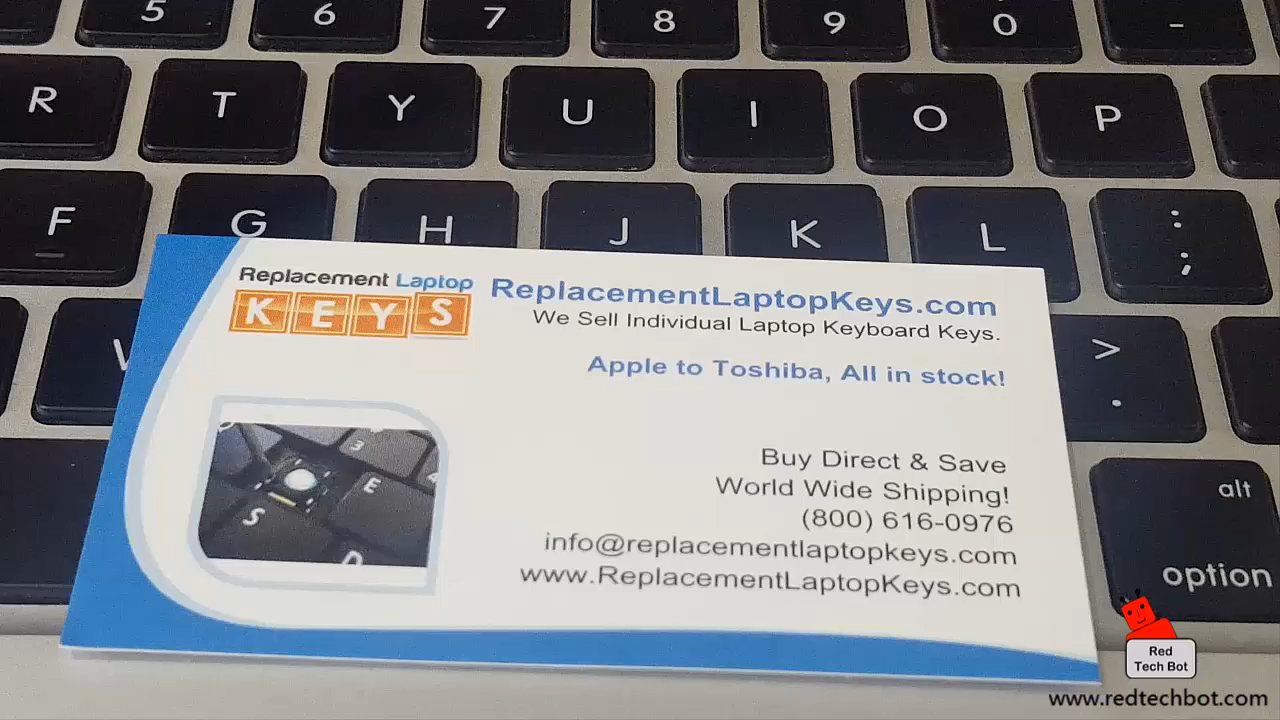 5 6 7 8 9 0 -
R T Y U I O P
F G H J K L : ;
> .
alt
option
Replacement Laptop
KEYS
ReplacementLaptopKeys.com
We Sell Individual Laptop Keyboard Keys.
Apple to Toshiba, All in stock!
3
E
S
D
Buy Direct & Save
World Wide Shipping!
(800) 616-0976
info@replacementlaptopkeys.com
www.ReplacementLaptopKeys.com
Red
Tech Bot
www.redtechbot.com